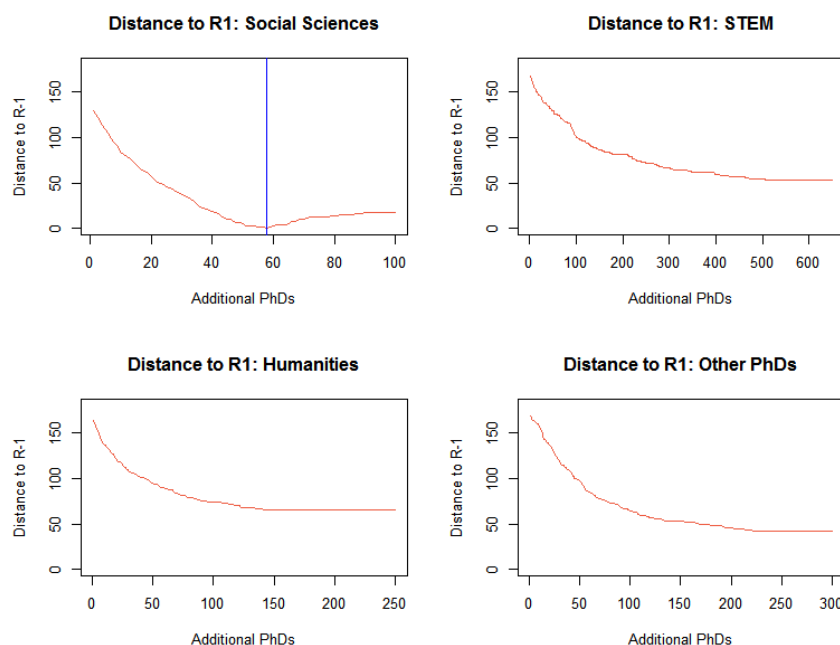 Distance to R1: Social Sciences
Distance to R-1
0 50 100 150
0 20 40 60 80 100
Additional PhDs
Distance to R1: STEM
Distance to R-1
0 50 100 150
0 100 200 300 400 500 600
Additional PhDs
Distance to R1: Humanities
Distance to R-1
0 50 100 150
0 50 100 150 200 250
Additional PhDs
Distance to R1: Other PhDs
Distance to R-1
0 50 100 150
0 50 100 150 200 250 300
Additional PhDs